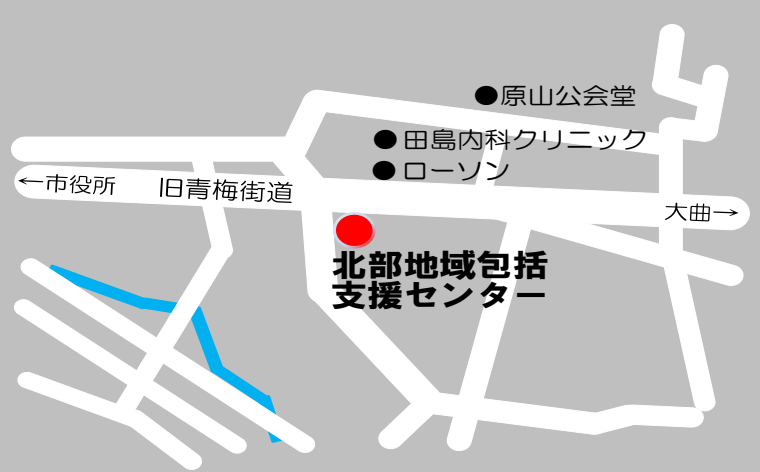 ●原山公会堂
●田島内科クリニック
●ローソン
←市役所
旧青梅街道
大曲→
北部地域包括
支援センター